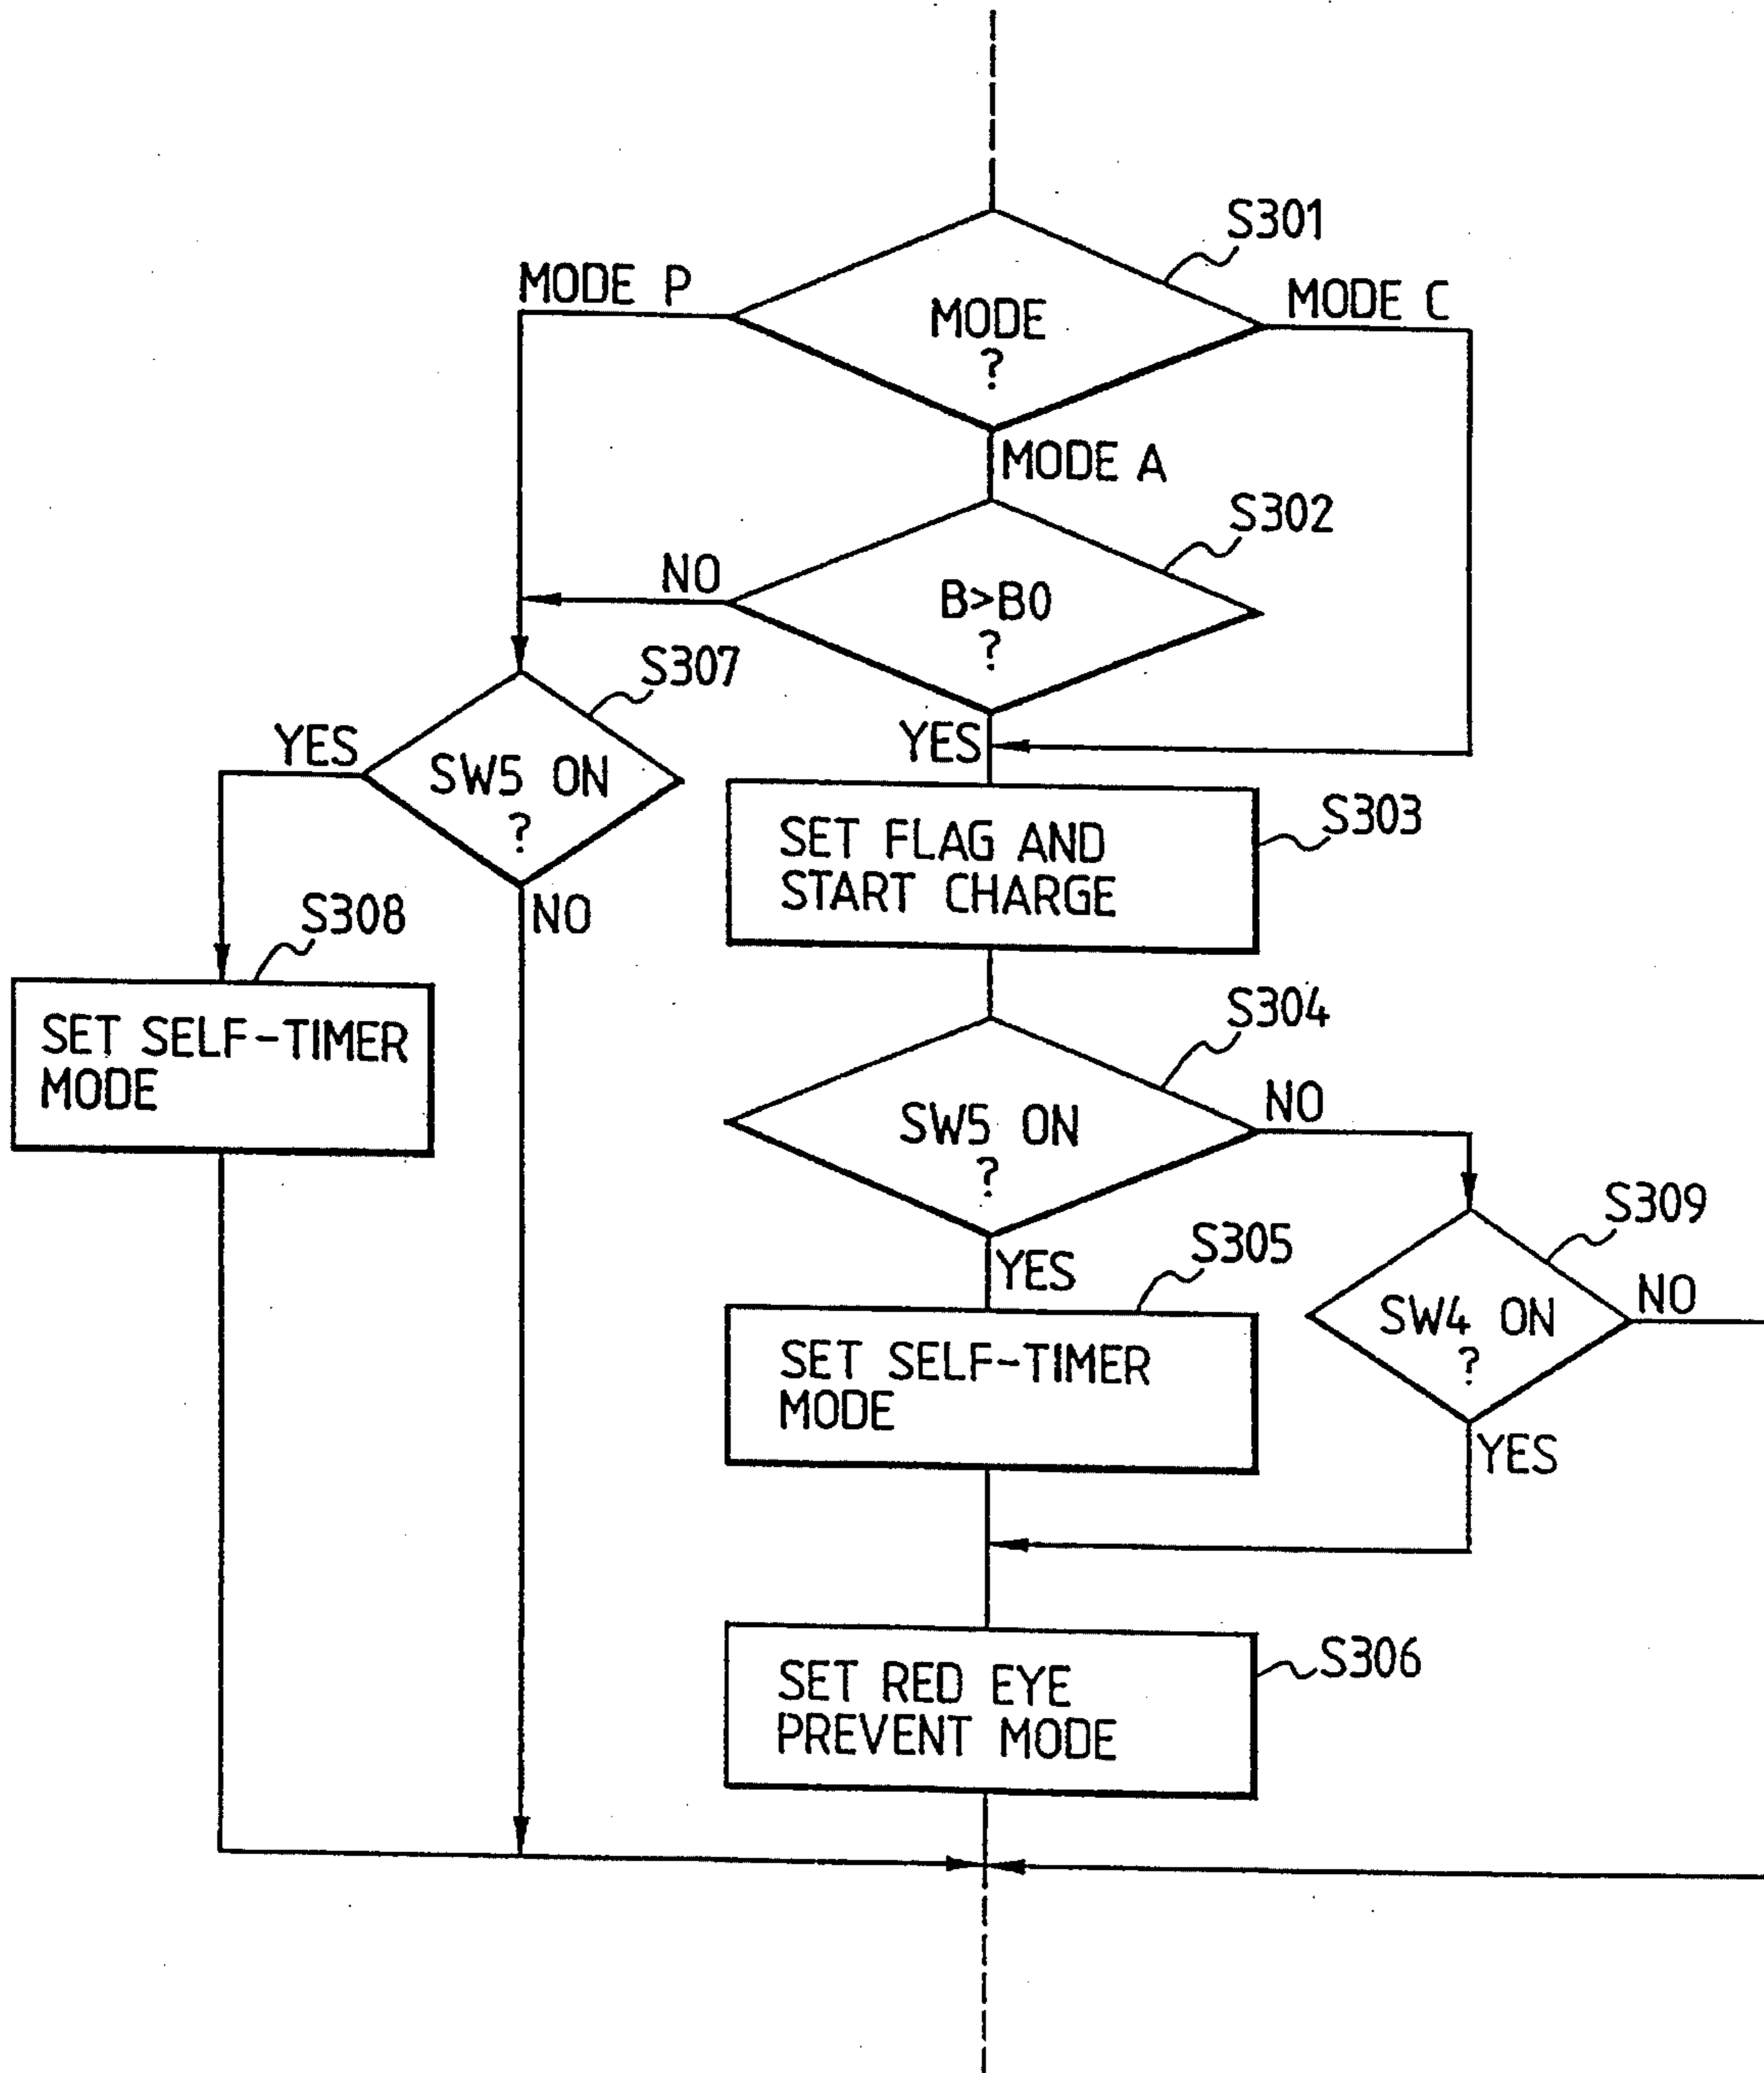 S301
MODE P
MODE
?
MODE C
MODE A
S302
NO
B>B0
?
S307
YES
YES
SW5 ON
?
S303
SET FLAG AND
START CHARGE
S308
NO
SET SELF-TIMER
MODE
S304
SW5 ON
?
NO
S309
S305
YES
SW4 ON
?
NO
SET SELF-TIMER
MODE
YES
S306
SET RED EYE
PREVENT MODE